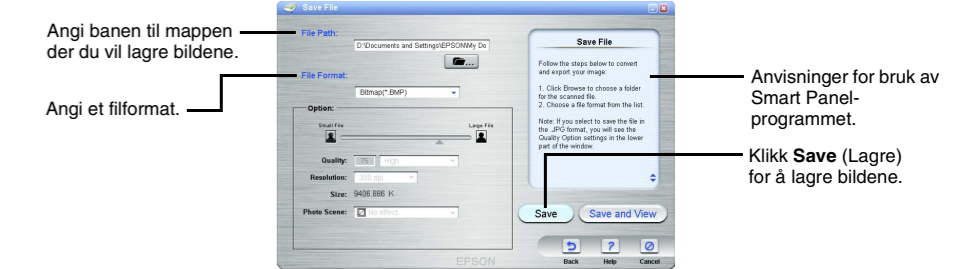 Angi banen til mappen
der du vil lagre bildene.
Angi et filformat.
Save File
File Path:
D:\Documents and Settings\EPSON\My Do
...
File Format:
Bitmap(*.BMP)
Option:
Small File
Large File
Quality:
75
High
Resolution:
300 dpi
Size:
9406.886 K
Photo Scene:
No effect
EPSON
Save File
Follow the steps below to convert
and export your image:
1. Click Browse to choose a folder
for the scanned file.
2. Choose a file format from the list.
Note: If you select to save the file in
the .JPG format, you will see the
Quality Option settings in the lower
part of the window.
Save
Save and View
Back
Help
Cancel
Anvisninger for bruk av
Smart Panel-
programmet.
Klikk Save (Lagre)
for å lagre bildene.